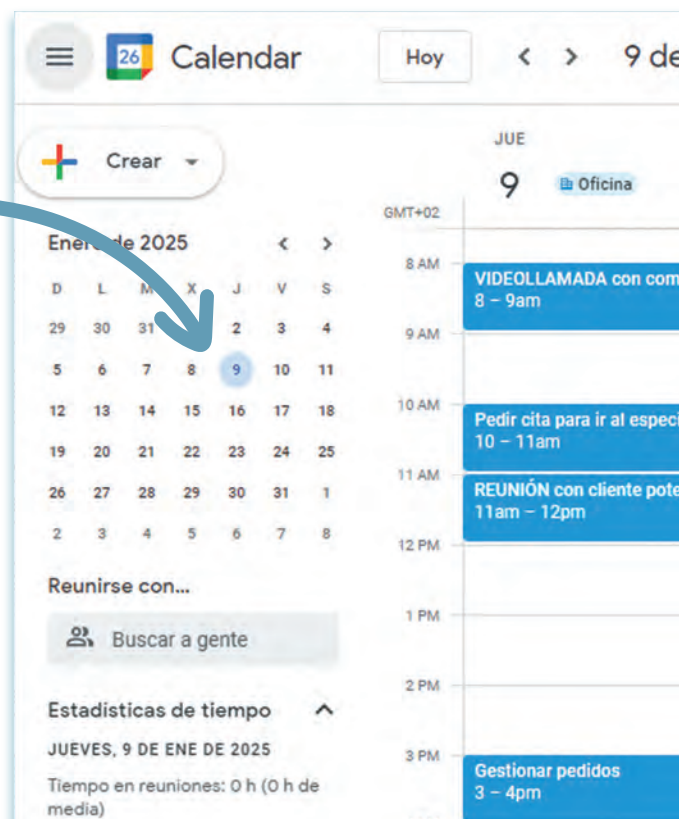 26 Calendar
Hoy
< > 9 de
Crear
JUE
9 Oficina
GMT+02
Enero de 2025 < >
D L M X J V S
29 30 31 2 3 4
5 6 7 8 9 10 11
12 13 14 15 16 17 18
19 20 21 22 23 24 25
26 27 28 29 30 31 1
2 3 4 5 6 7 8
Reunirse con...
Buscar a gente
Estadísticas de tiempo
JUEVES, 9 DE ENE DE 2025
Tiempo en reuniones: 0 h (0 h de
media)
8 AM
VIDEOLLAMADA con com
8 – 9am
9 AM
10 AM
Pedir cita para ir al especi
10 – 11am
11 AM
REUNIÓN con cliente pote
11am – 12pm
12 PM
1 PM
2 PM
3 PM
Gestionar pedidos
3 – 4pm